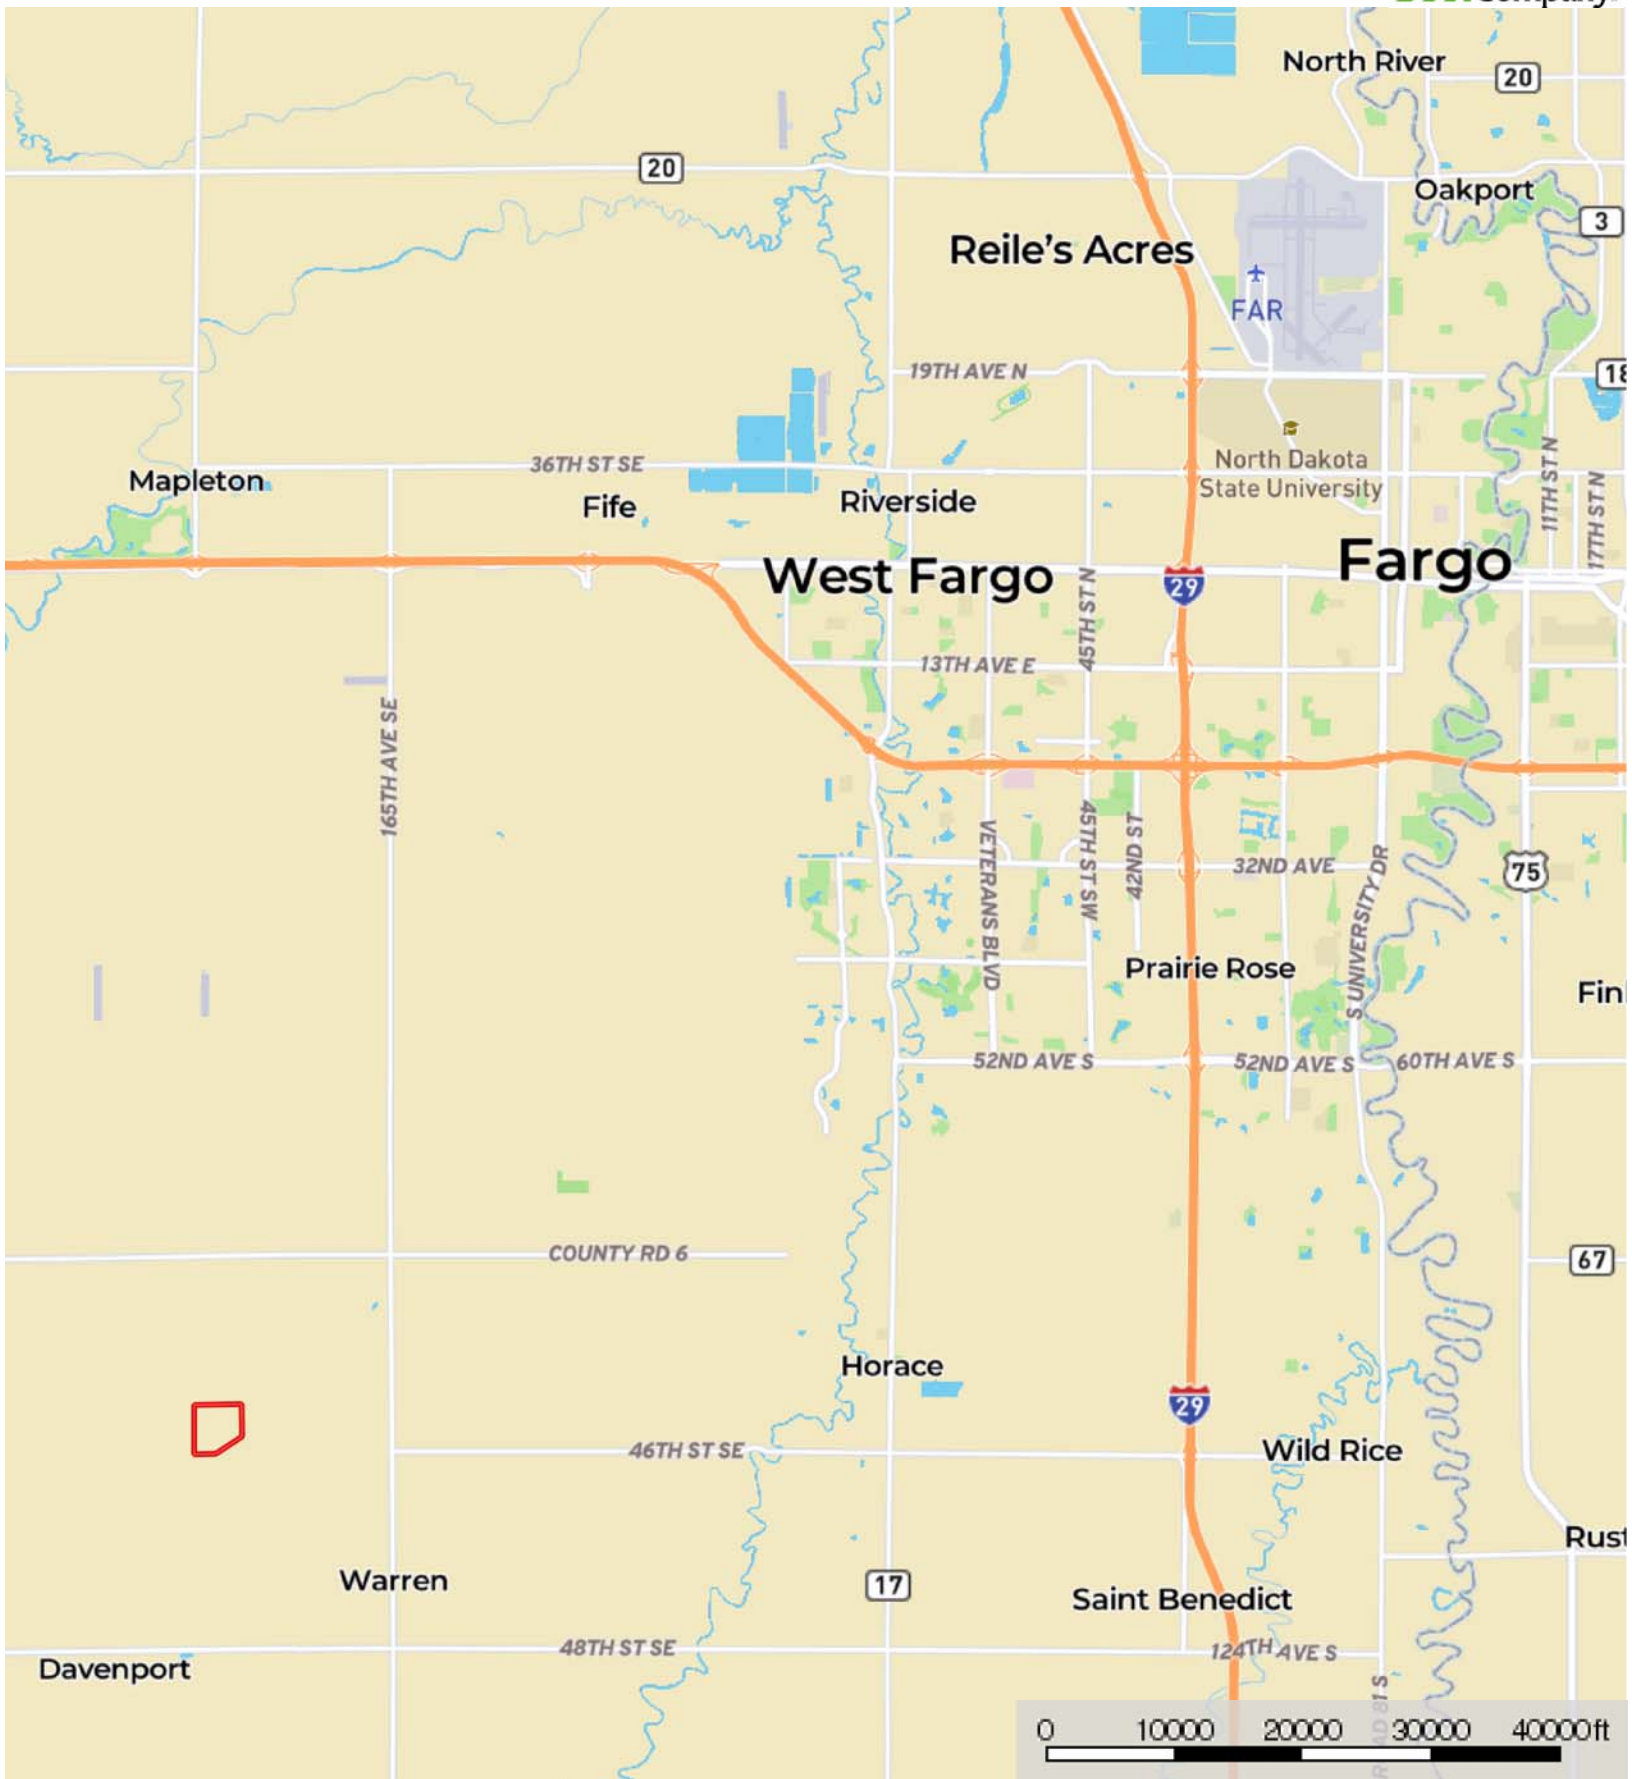 North River
20
20
Oakport
3
Reile's Acres
FAR
19TH AVE N
18
North Dakota
State University
11TH ST N
17TH ST N
36TH ST SE
Mapleton
Fife
Riverside
West Fargo
Fargo
29
45TH ST N
13TH AVE E
165TH AVE SE
VETERANS BLVD
45TH ST SW
42ND ST
32ND AVE
S UNIVERSITY DR
75
Prairie Rose
Fin
52ND AVE S
52ND AVE S
60TH AVE S
COUNTY RD 6
67
Horace
29
46TH ST SE
Wild Rice
Rust
Warren
17
Saint Benedict
48TH ST SE
124TH AVE S
Davenport
AD 81 S
0 10000 20000 30000 40000ft